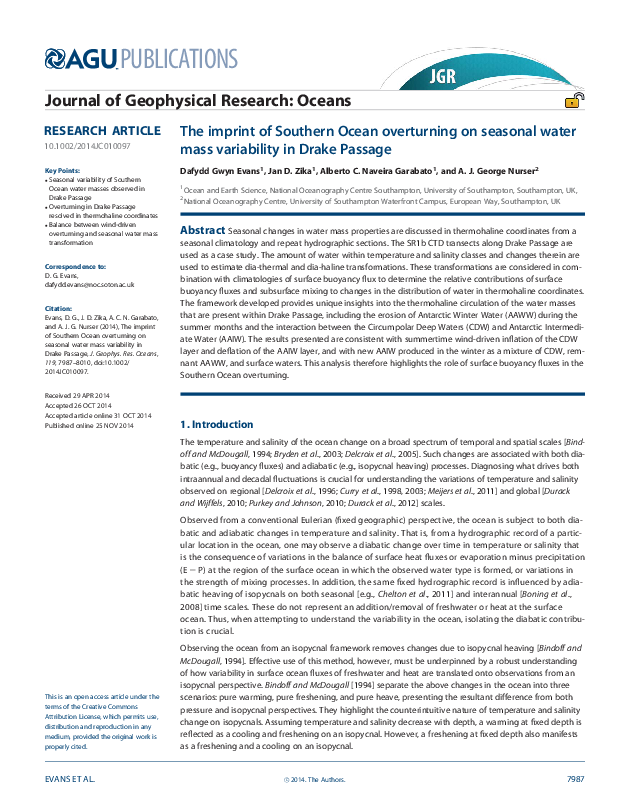 AGU PUBLICATIONS
JGR
Journal of Geophysical Research: Oceans
RESEARCH ARTICLE
10.1002/2014JC010097
Key Points:
• Seasonal variability of Southern
Ocean water masses observed in
Drake Passage
• Overturning in Drake Passage
resolved in thermohaline coordinates
• Balance between wind-driven
overturning and seasonal water mass
transformation
Correspondence to:
D. G. Evans,
dafydd.evans@noc.soton.ac.uk
Citation:
Evans, D. G., J. D. Zika, A. C. N. Garabato,
and A. J. G. Nurser (2014), The imprint
of Southern Ocean overturning on
seasonal water mass variability in
Drake Passage, J. Geophys. Res. Oceans,
119, 7987–8010, doi:10.1002/
2014JC010097.
Received 29 APR 2014
Accepted 26 OCT 2014
Accepted article online 31 OCT 2014
Published online 25 NOV 2014
This is an open access article under the
terms of the Creative Commons
Attribution License, which permits use,
distribution and reproduction in any
medium, provided the original work is
properly cited.
The imprint of Southern Ocean overturning on seasonal water
mass variability in Drake Passage
Dafydd Gwyn Evans1, Jan D. Zika1, Alberto C. Naveira Garabato1, and A. J. George Nurser2
1Ocean and Earth Science, National Oceanography Centre Southampton, University of Southampton, Southampton, UK,
2National Oceanography Centre, University of Southampton Waterfront Campus, European Way, Southampton, UK
Abstract Seasonal changes in water mass properties are discussed in thermohaline coordinates from a
seasonal climatology and repeat hydrographic sections. The SR1b CTD transects along Drake Passage are
used as a case study. The amount of water within temperature and salinity classes and changes therein are
used to estimate dia-thermal and dia-haline transformations. These transformations are considered in com-
bination with climatologies of surface buoyancy flux to determine the relative contributions of surface
buoyancy fluxes and subsurface mixing to changes in the distribution of water in thermohaline coordinates.
The framework developed provides unique insights into the thermohaline circulation of the water masses
that are present within Drake Passage, including the erosion of Antarctic Winter Water (AAWW) during the
summer months and the interaction between the Circumpolar Deep Waters (CDW) and Antarctic Intermedi-
ate Water (AAIW). The results presented are consistent with summertime wind-driven inflation of the CDW
layer and deflation of the AAIW layer, and with new AAIW produced in the winter as a mixture of CDW, rem-
nant AAWW, and surface waters. This analysis therefore highlights the role of surface buoyancy fluxes in the
Southern Ocean overturning.
1. Introduction
The temperature and salinity of the ocean change on a broad spectrum of temporal and spatial scales [Bind-
off and McDougall, 1994; Bryden et al., 2003; Delcroix et al., 2005]. Such changes are associated with both dia-
batic (e.g., buoyancy fluxes) and adiabatic (e.g., isopycnal heaving) processes. Diagnosing what drives both
intraannual and decadal fluctuations is crucial for understanding the variations of temperature and salinity
observed on regional [Delcroix et al., 1996; Curry et al., 1998, 2003; Meijers et al., 2011] and global [Durack
and Wijffels, 2010; Purkey and Johnson, 2010; Durack et al., 2012] scales.
Observed from a conventional Eulerian (fixed geographic) perspective, the ocean is subject to both dia-
batic and adiabatic changes in temperature and salinity. That is, from a hydrographic record of a partic-
ular location in the ocean, one may observe a diabatic change over time in temperature or salinity that
is the consequence of variations in the balance of surface heat fluxes or evaporation minus precipitation
(E − P) at the region of the surface ocean in which the observed water type is formed, or variations in
the strength of mixing processes. In addition, the same fixed hydrographic record is influenced by adia-
batic heaving of isopycnals on both seasonal [e.g., Chelton et al., 2011] and interannual [Boning et al.,
2008] time scales. These do not represent an addition/removal of freshwater or heat at the surface
ocean. Thus, when attempting to understand the variability in the ocean, isolating the diabatic contribu-
tion is crucial.
Observing the ocean from an isopycnal framework removes changes due to isopycnal heaving [Bindoff and
McDougall, 1994]. Effective use of this method, however, must be underpinned by a robust understanding
of how variability in surface ocean fluxes of freshwater and heat are translated onto observations from an
isopycnal perspective. Bindoff and McDougall [1994] separate the above changes in the ocean into three
scenarios: pure warming, pure freshening, and pure heave, presenting the resultant difference from both
pressure and isopycnal perspectives. They highlight the counterintuitive nature of temperature and salinity
change on isopycnals. Assuming temperature and salinity decrease with depth, a warming at fixed depth is
reflected as a cooling and freshening on an isopycnal. However, a freshening at fixed depth also manifests
as a freshening and a cooling on an isopycnal.
EVANS ET AL.
© 2014. The Authors.
7987